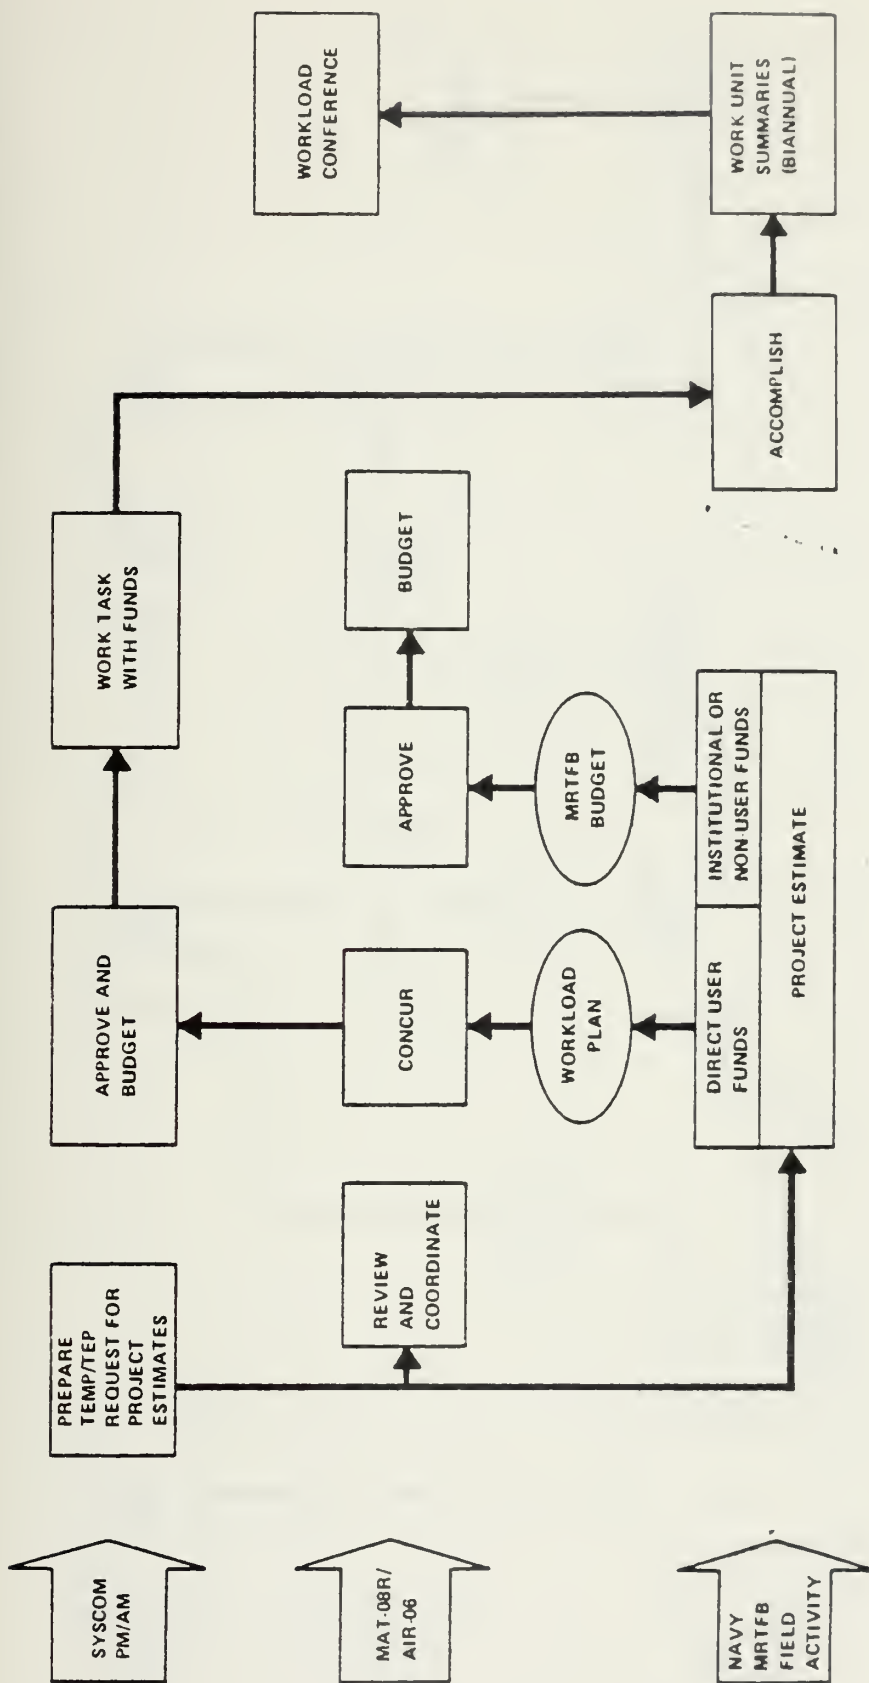 SYSCOM
PM/AM
PREPARE
TEMP/TEP
REQUEST FOR
PROJECT
ESTIMATES
APPROVE AND
BUDGET
WORK TASK
WITH FUNDS
MAT-08R/
AIR-06
REVIEW
AND
COORDINATE
CONCUR
APPROVE
BUDGET
WORKLOAD
CONFERENCE
WORKLOAD
PLAN
MRTFB
BUDGET
NAVY
MRTFB
FIELD
ACTIVITY
DIRECT USER
FUNDS
INSTITUTIONAL OR
NON-USER FUNDS
PROJECT ESTIMATE
ACCOMPLISH
WORK UNIT
SUMMARIES
(BIANNUAL)